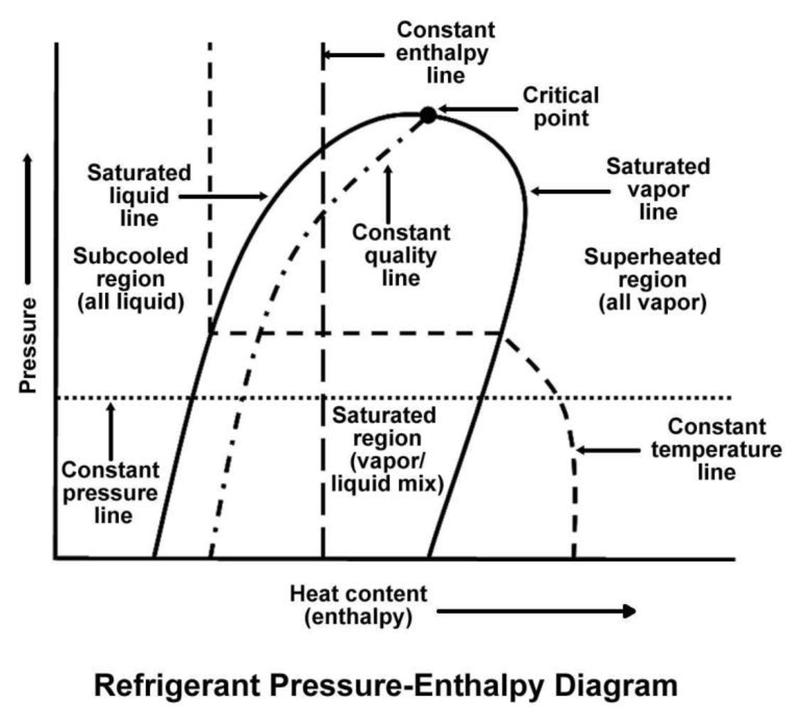 Constant
enthalpy
line
Critical
point
Saturated
liquid
line
Saturated
vapor
line
Constant
quality
line
Subcooled
region
(all liquid)
Superheated
region
(all vapor)
Pressure
Saturated
region
(vapor/
liquid mix)
Constant
temperature
line
Constant
pressure
line
Heat content
(enthalpy)
Refrigerant Pressure-Enthalpy Diagram